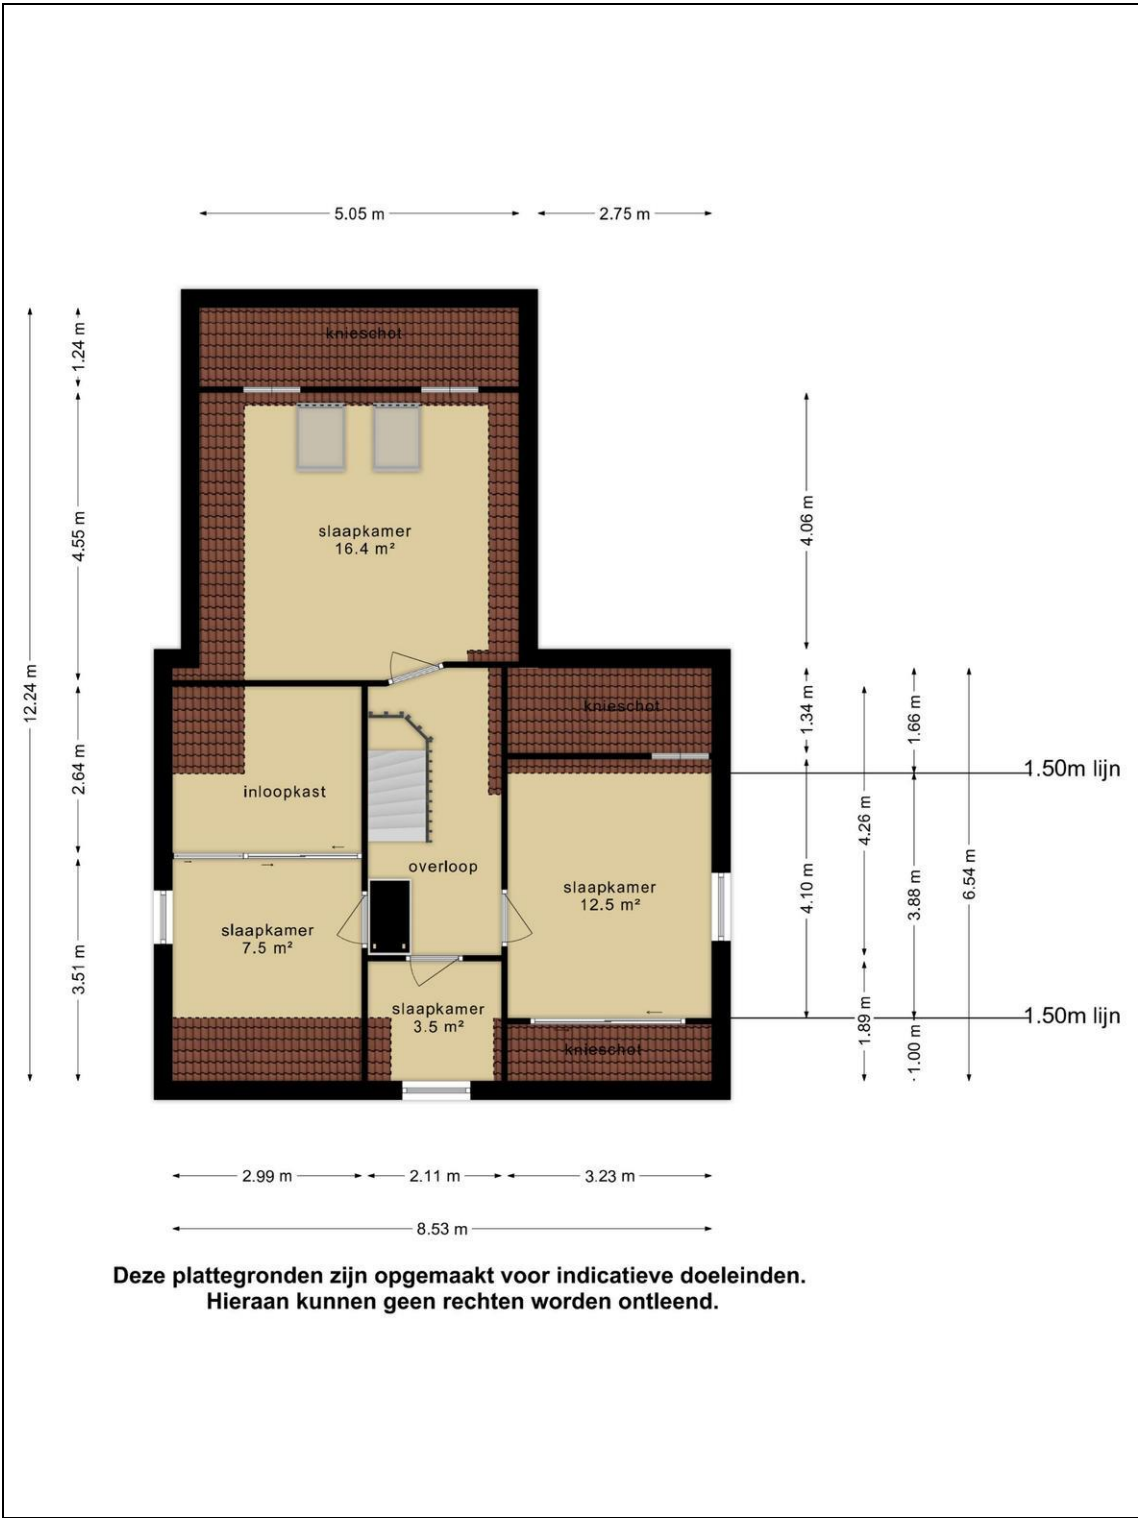 5.05 m
2.75 m
knieschot
1.24 m
slaapkamer
16.4 m²
4.55 m
4.06 m
12.24 m
knieschot
1.34 m
1.66 m
1.50m lijn
2.64 m
inloopkast
4.26 m
overloop
slaapkamer
12.5 m²
4.10 m
3.88 m
6.54 m
slaapkamer
7.5 m²
3.51 m
slaapkamer
3.5 m²
1.89 m
1.50m lijn
knieschot
1.00 m
2.99 m
2.11 m
3.23 m
8.53 m
Deze plattegronden zijn opgemaakt voor indicatieve doeleinden.
Hieraan kunnen geen rechten worden ontleend.